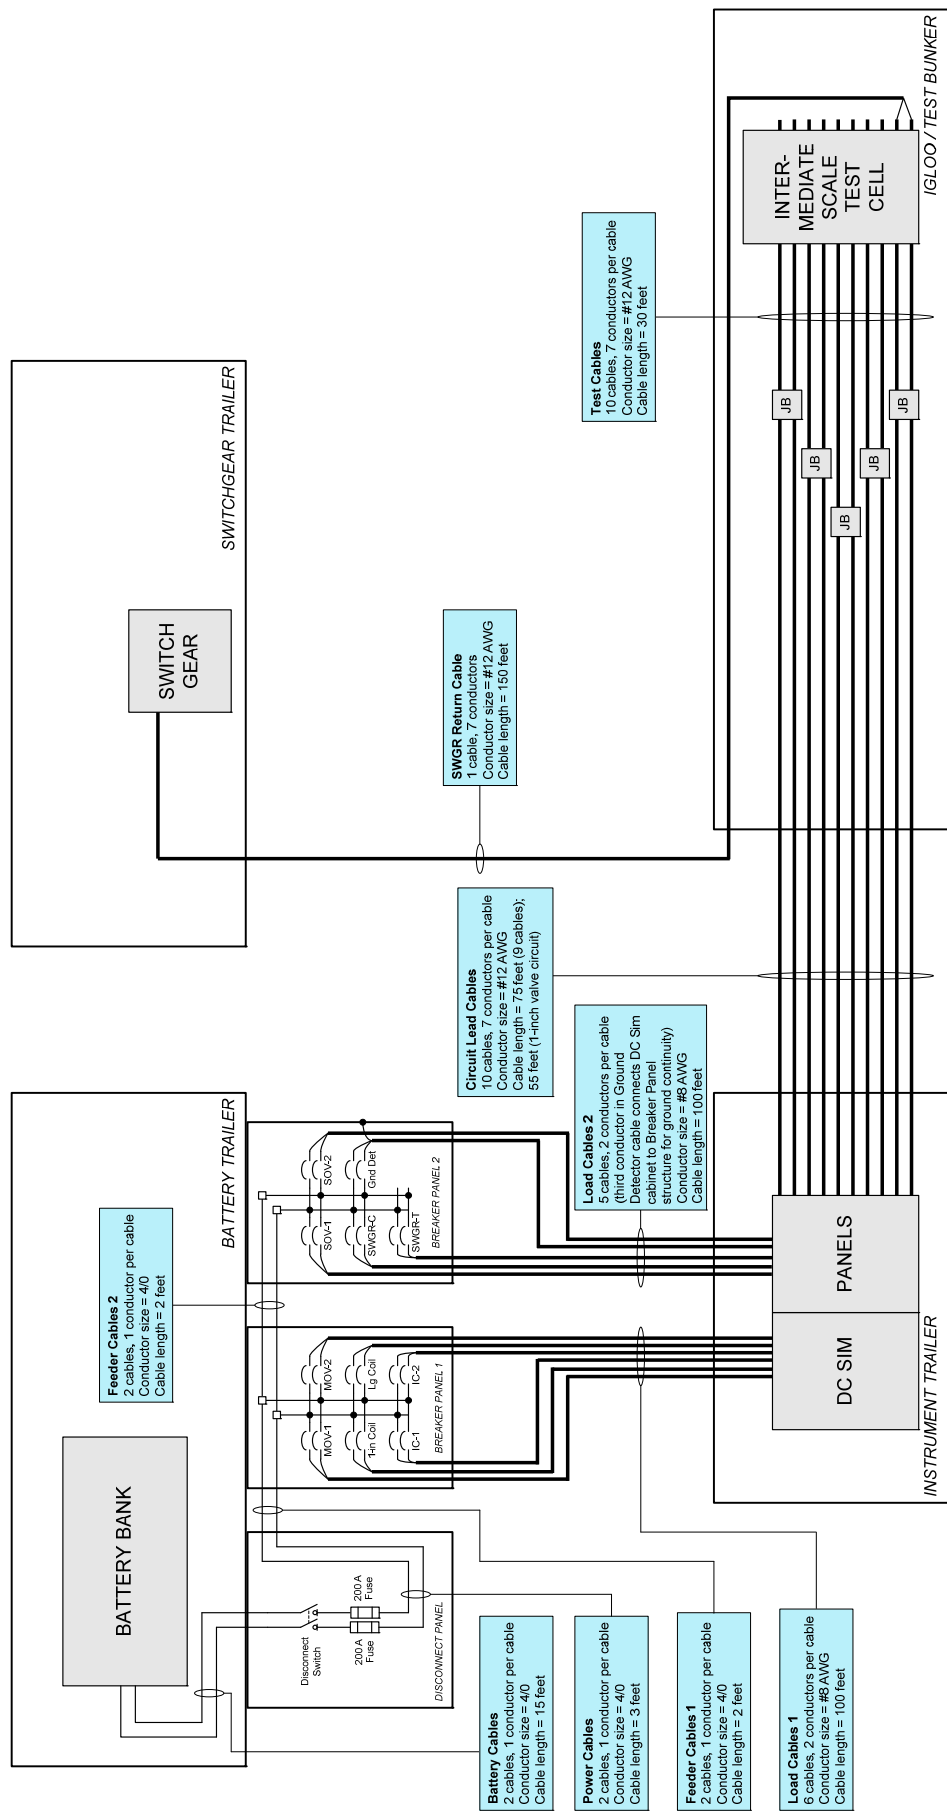 BATTERY BANK
BATTERY TRAILER
Feeder Cables 2
2 cables, 1 conductor per cable
Conductor size = 4/0
Cable length = 2 feet
SWITCH
GEAR
SWITCHGEAR TRAILER
Disconnect
Switch
200 A
Fuse
200 A
Fuse
DISCONNECT PANEL
MOV-1
MOV-2
1-in Coil
Lg Coil
IC-1
IC-2
BREAKER PANEL 1
SOV-1
SOV-2
SWGR-C
Gnd Det
SWGR-T
BREAKER PANEL 2
Battery Cables
2 cables, 1 conductor per cable
Conductor size = 4/0
Cable length = 15 feet
Power Cables
2 cables, 1 conductor per cable
Conductor size = 4/0
Cable length = 3 feet
Feeder Cables 1
2 cables, 1 conductor per cable
Conductor size = 4/0
Cable length = 2 feet
Load Cables 1
6 cables, 2 conductors per cable
Conductor size = #8 AWG
Cable length = 100 feet
Circuit Lead Cables
10 cables, 7 conductors per cable
Conductor size = #12 AWG
Cable length = 75 feet (9 cables);
55 feet (1-inch valve circuit)
Load Cables 2
5 cables, 2 conductors per cable
(third conductor in Ground
Detector cable connects DC Sim
cabinet to Breaker Panel
structure for ground continuity)
Conductor size = #8 AWG
Cable length = 100 feet
SWGR Return Cable
1 cable, 7 conductors
Conductor size = #12 AWG
Cable length = 150 feet
Test Cables
10 cables, 7 conductors per cable
Conductor size = #12 AWG
Cable length = 30 feet
DC SIM
PANELS
INSTRUMENT TRAILER
JB
JB
JB
JB
JB
INTER-
MEDIATE
SCALE
TEST
CELL
IGLOO / TEST BUNKER